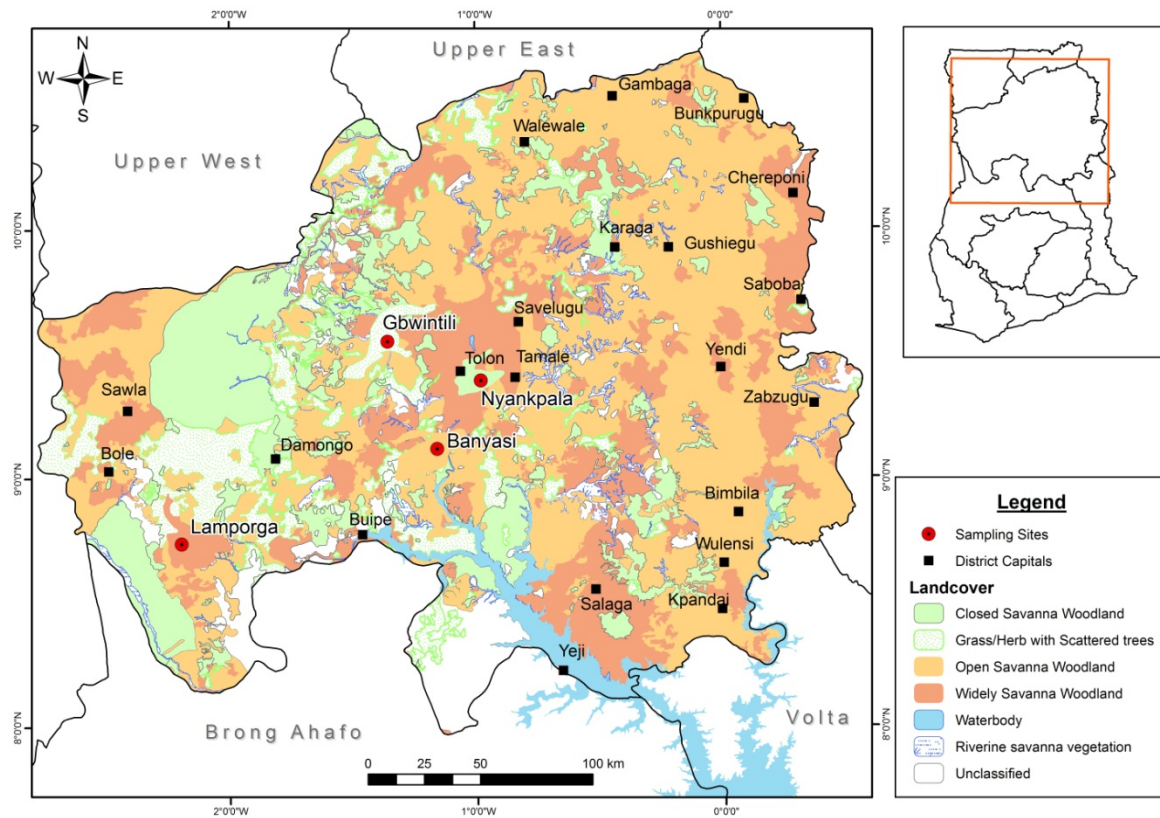 2°0'0"W
1°0'0"W
0°0'0"
N
W
E
S
Upper East
Upper West
Gambaga
Bunkpurugu
Walewale
Chereponi
10°0'0"N
10°0'0"N
Karaga
Gushiegu
Saboba
Savelugu
Gbwintili
Tolon
Tamale
Yendi
Nyankpala
Zabzugu
Sawla
Banyasi
Damongo
Bole
9°0'0"N
9°0'0"N
Bimbila
Lamporga
Buipe
Wulensi
Salaga
Kpandai
Yeji
8°0'0"N
8°0'0"N
Brong Ahafo
Volta
0 25 50 100 km
2°0'0"W
1°0'0"W
0°0'0"
Legend
Sampling Sites
District Capitals
Landcover
Closed Savanna Woodland
Grass/Herb with Scattered trees
Open Savanna Woodland
Widely Savanna Woodland
Waterbody
Riverine savanna vegetation
Unclassified